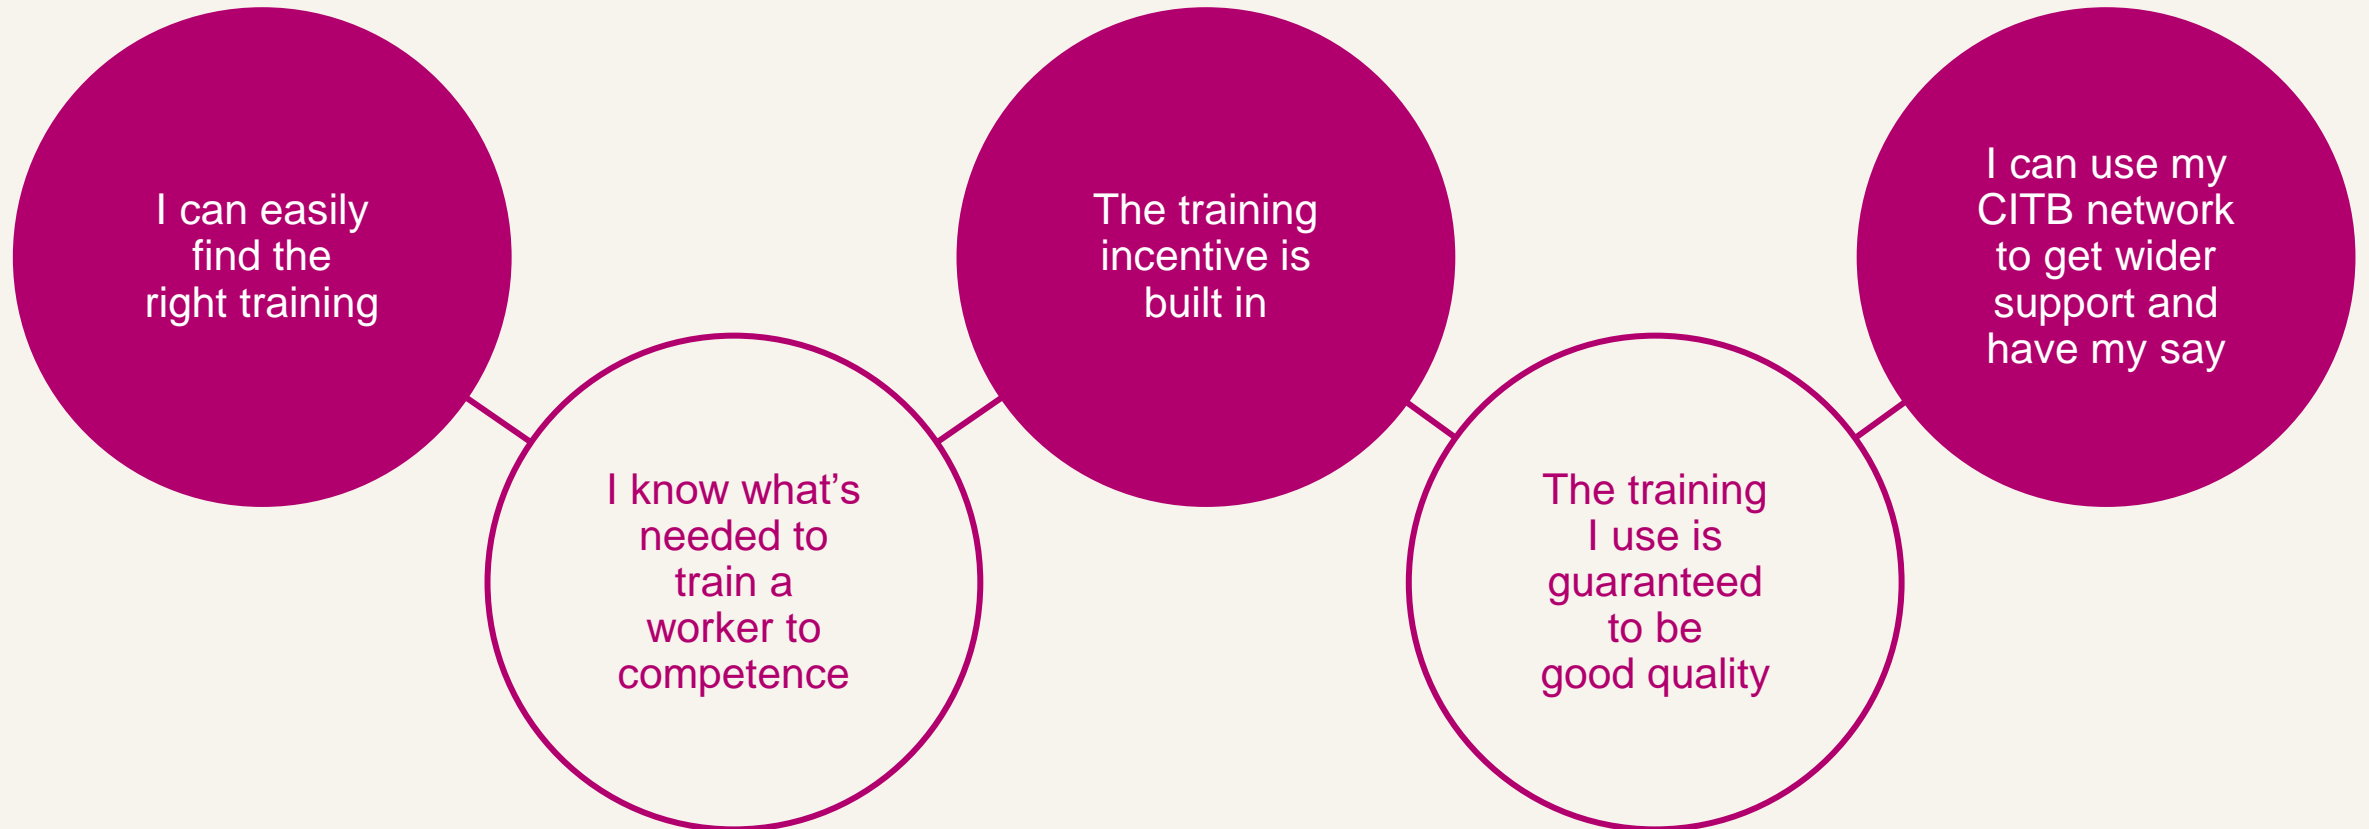 I can easily
find the
right training
I know what’s
needed to
train a
worker to
competence
The training
incentive is
built in
The training
I use is
guaranteed
to be
good quality
I can use my
CITB network
to get wider
support and
have my say